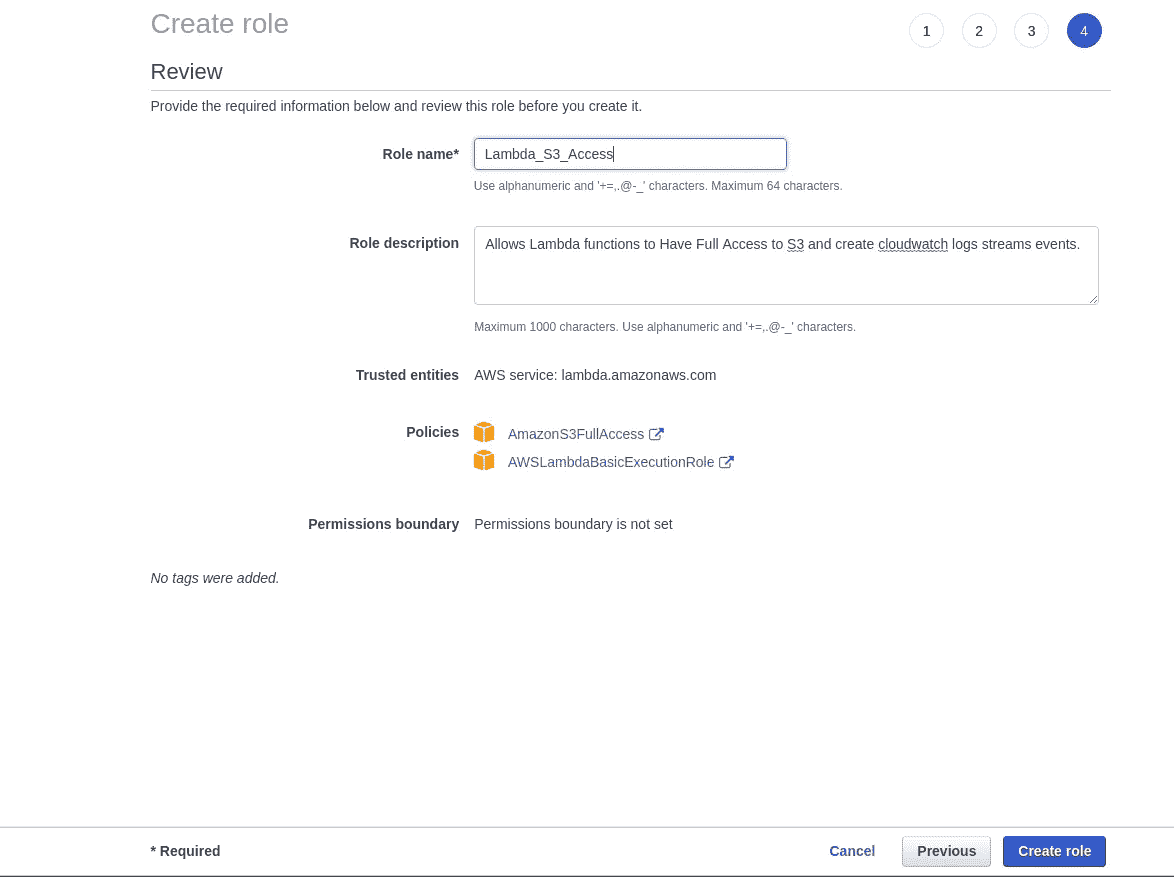 Create role
1 2 3 4
Review
Provide the required information below and review this role before you create it.
Role name* Lambda_S3_Access
Use alphanumeric and '+=,.@-_' characters. Maximum 64 characters.
Role description Allows Lambda functions to Have Full Access to S3 and create cloudwatch logs streams events.
Maximum 1000 characters. Use alphanumeric and '+=,.@-_' characters.
Trusted entities AWS service: lambda.amazonaws.com
Policies AmazonS3FullAccess
AWSLambdaBasicExecutionRole
Permissions boundary Permissions boundary is not set
No tags were added.
* Required Cancel Previous Create role